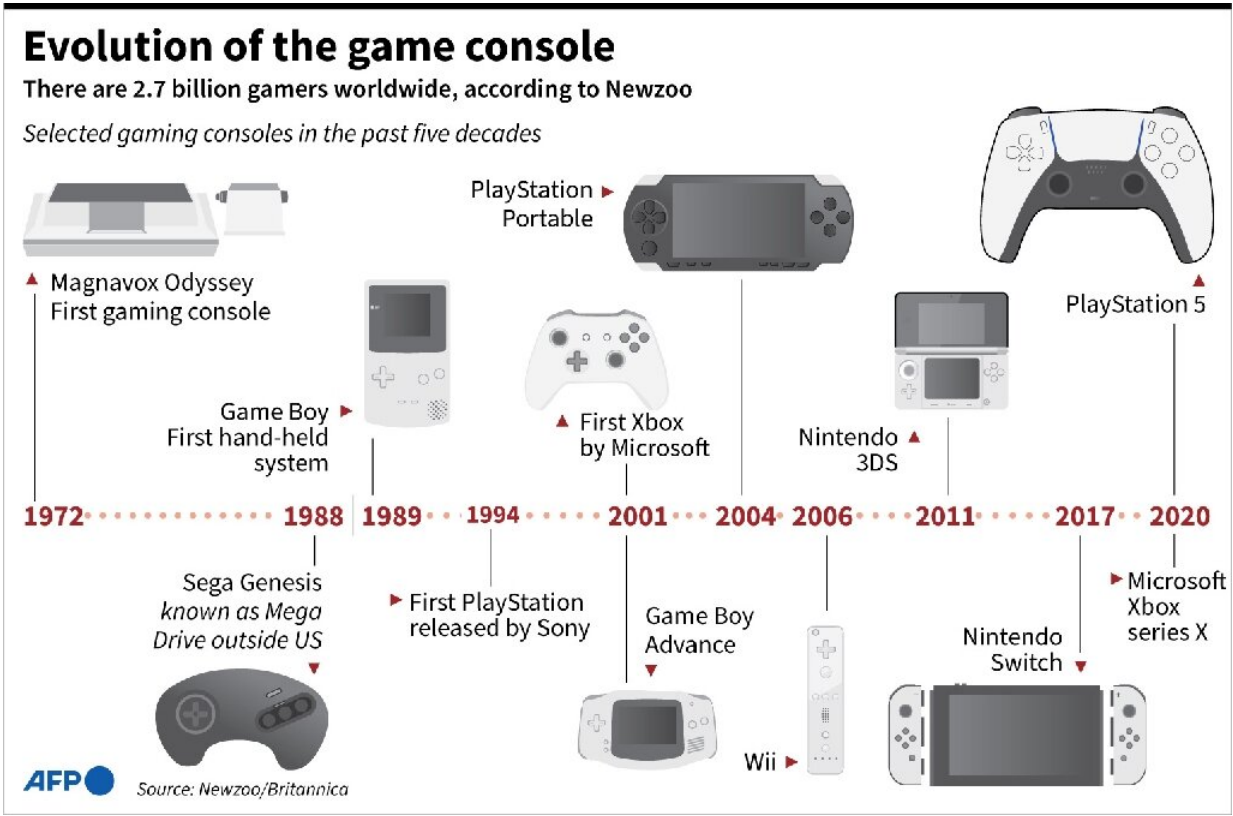 Evolution of the game console
There are 2.7 billion gamers worldwide, according to Newzoo
Selected gaming consoles in the past five decades
Magnavox Odyssey
First gaming console
Game Boy
First hand-held
system
PlayStation
Portable
First Xbox
by Microsoft
Nintendo
3DS
PlayStation 5
1972
1988
1989
1994
2001
2004
2006
2011
2017
2020
Sega Genesis
known as Mega
Drive outside US
First PlayStation
released by Sony
Game Boy
Advance
Wii
Nintendo
Switch
Microsoft
Xbox
series X
AFP
Source: Newzoo/Britannica